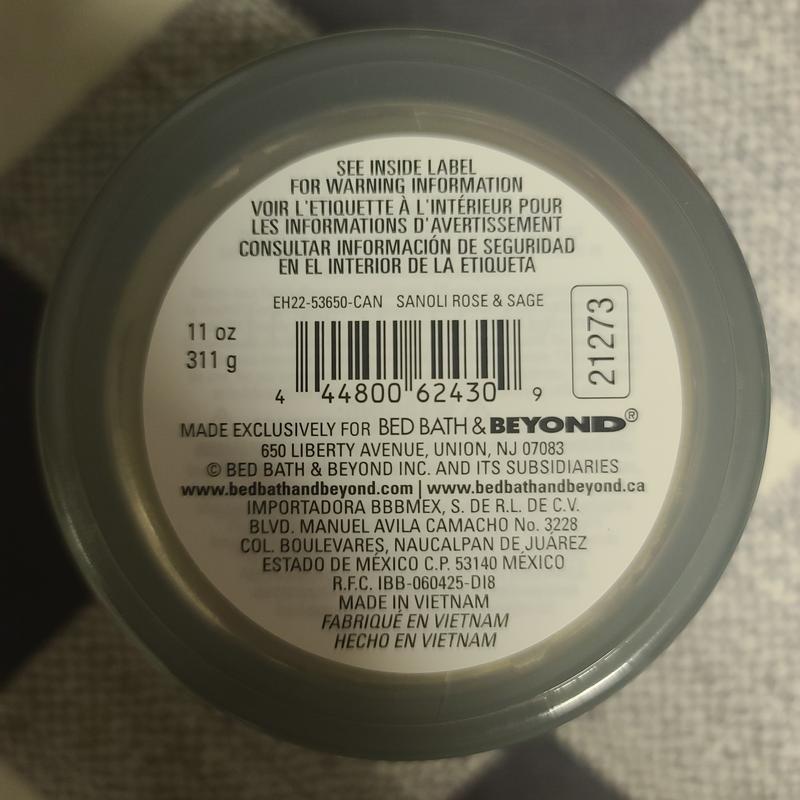 SEE INSIDE LABEL
FOR WARNING INFORMATION
VOIR L'ETIQUETTE À L'INTÉRIEUR POUR
LES INFORMATIONS D'AVERTISSEMENT
CONSULTAR INFORMACIÓN DE SEGURIDAD
EN EL INTERIOR DE LA ETIQUETA
EH22-53650-CAN SANOLI ROSE & SAGE
21273
11 oz
311 g
4 44800 62430 9
MADE EXCLUSIVELY FOR BED BATH & BEYOND®
650 LIBERTY AVENUE, UNION, NJ 07083
© BED BATH & BEYOND INC. AND ITS SUBSIDIARIES
www.bedbathandbeyond.com | www.bedbathandbeyond.ca
IMPORTADORA BBBMEX, S. DE R.L. DE C.V.
BLVD. MANUEL AVILA CAMACHO No. 3228
COL. BOULEVARES, NAUCALPAN DE JUÁREZ
ESTADO DE MÉXICO C.P. 53140 MÉXICO
R.F.C. IBB-060425-DI8
MADE IN VIETNAM
FABRIQUÉ EN VIETNAM
HECHO EN VIETNAM